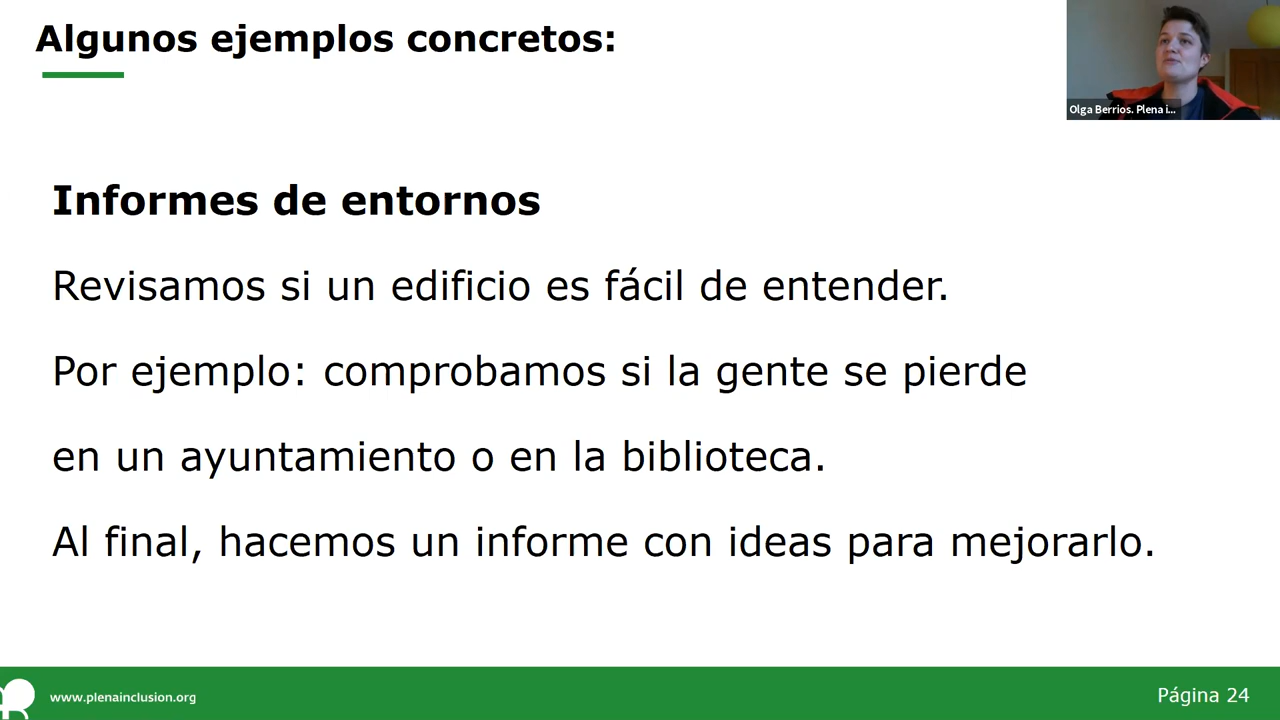 Algunos ejemplos concretos:
Olga Berrios. Plena i...
Informes de entornos
Revisamos si un edificio es fácil de entender.
Por ejemplo: comprobamos si la gente se pierde
en un ayuntamiento o en la biblioteca.
Al final, hacemos un informe con ideas para mejorarlo.
www.plenainclusion.org
Página 24